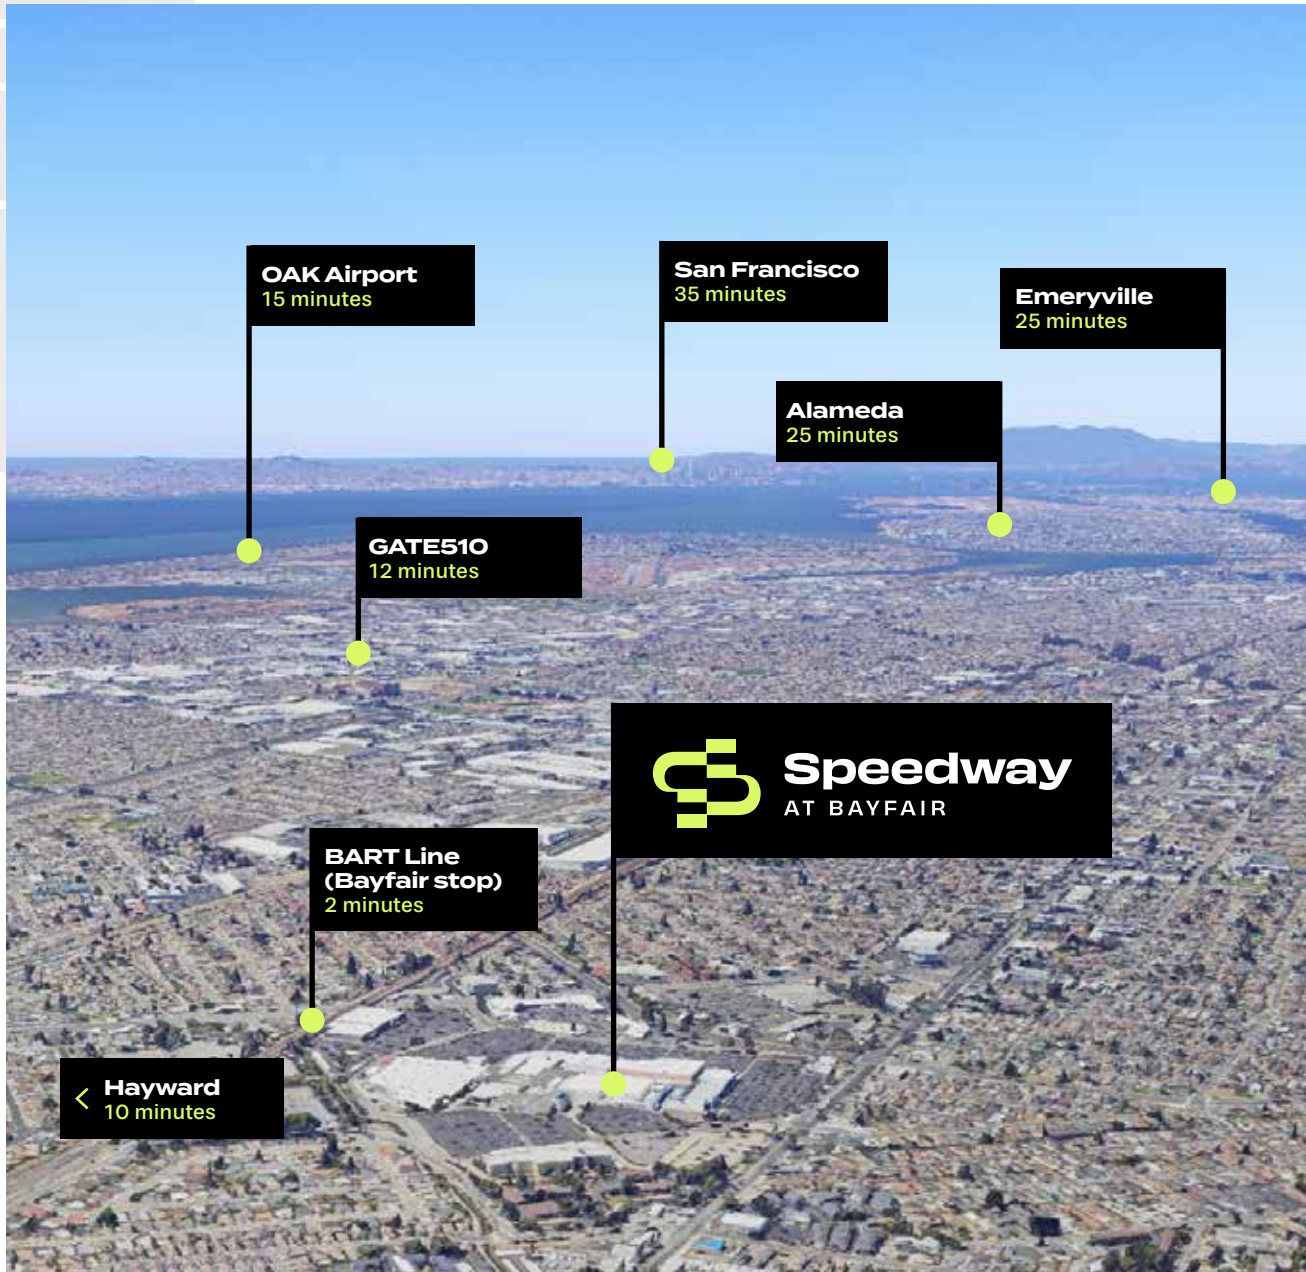 OAK Airport
15 minutes
San Francisco
35 minutes
Emeryville
25 minutes
Alameda
25 minutes
GATE510
12 minutes
Speedway
AT BAYFAIR
BART Line
(Bayfair stop)
2 minutes
< Hayward
10 minutes